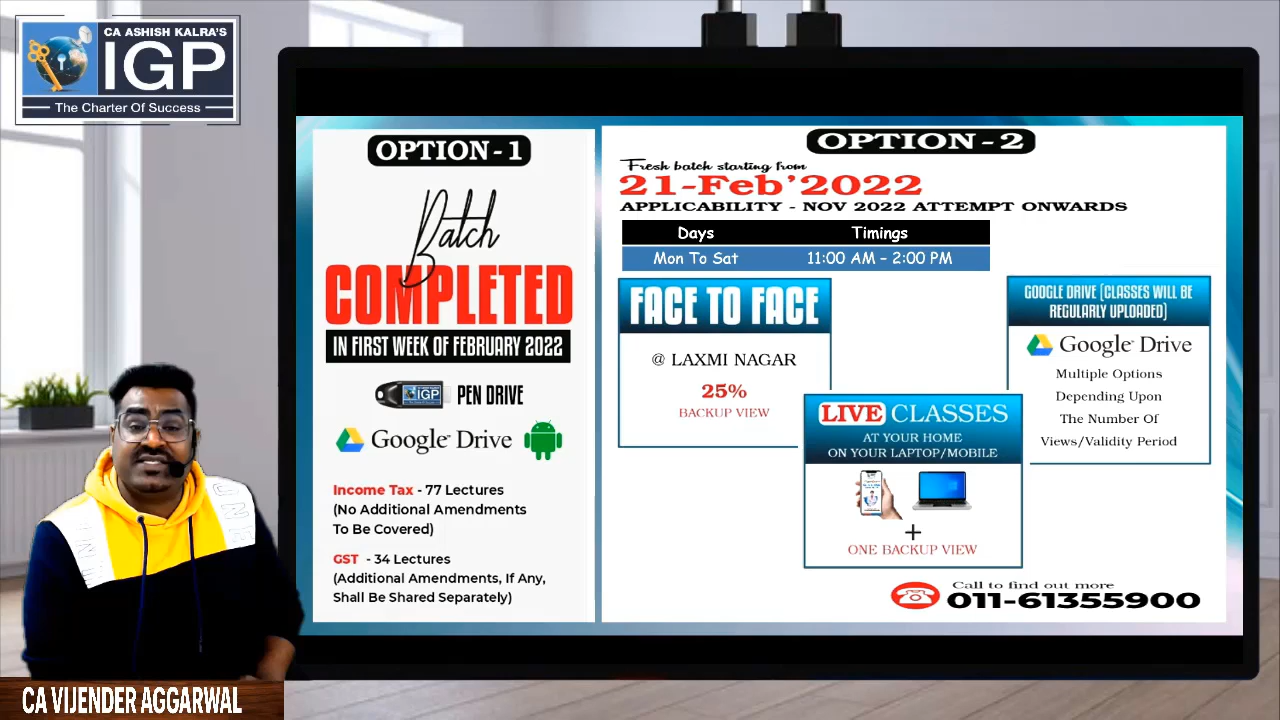 CA ASHISH KALRA'S
IGP
The Charter Of Success
OPTION - 1
Batch
COMPLETED
IN FIRST WEEK OF FEBRUARY 2022
IGP PEN DRIVE
Google Drive
Income Tax - 77 Lectures
(No Additional Amendments
To Be Covered)
GST - 34 Lectures
(Additional Amendments, If Any,
Shall Be Shared Separately)
OPTION - 2
Fresh batch starting from
21-Feb'2022
APPLICABILITY - NOV 2022 ATTEMPT ONWARDS
Days Timings
Mon To Sat 11:00 AM – 2:00 PM
FACE TO FACE
@ LAXMI NAGAR
25%
BACKUP VIEW
LIVE CLASSES
AT YOUR HOME
ON YOUR LAPTOP/MOBILE
+
ONE BACKUP VIEW
GOOGLE DRIVE (CLASSES WILL BE
REGULARLY UPLOADED)
Google Drive
Multiple Options
Depending Upon
The Number Of
Views/Validity Period
Call to find out more
011-61355900
CA VIJENDER AGGARWAL